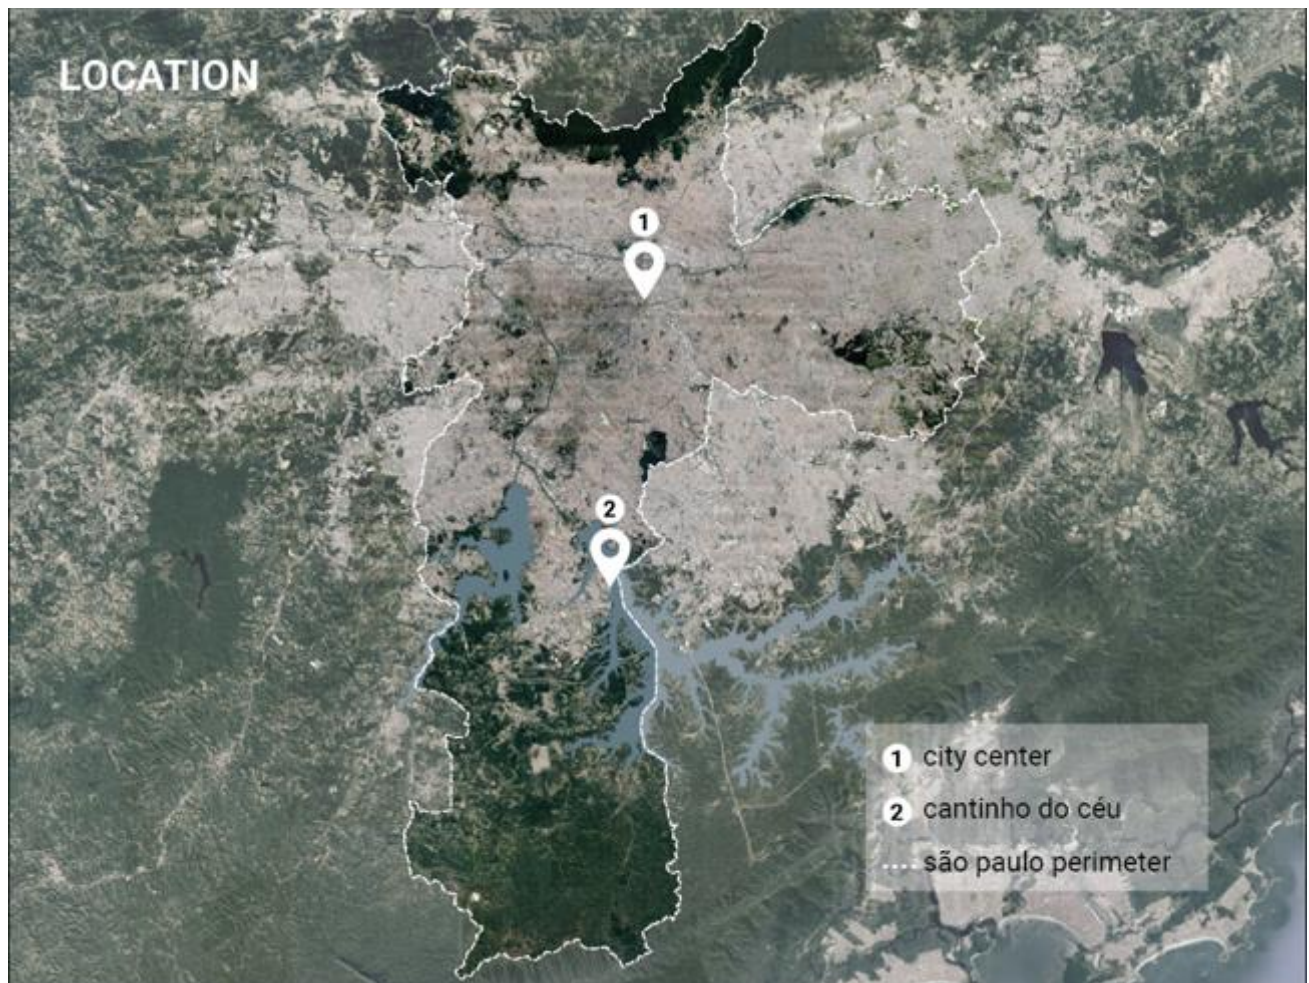 LOCATION
1
2
1 city center
2 cantinho do céu
são paulo perimeter